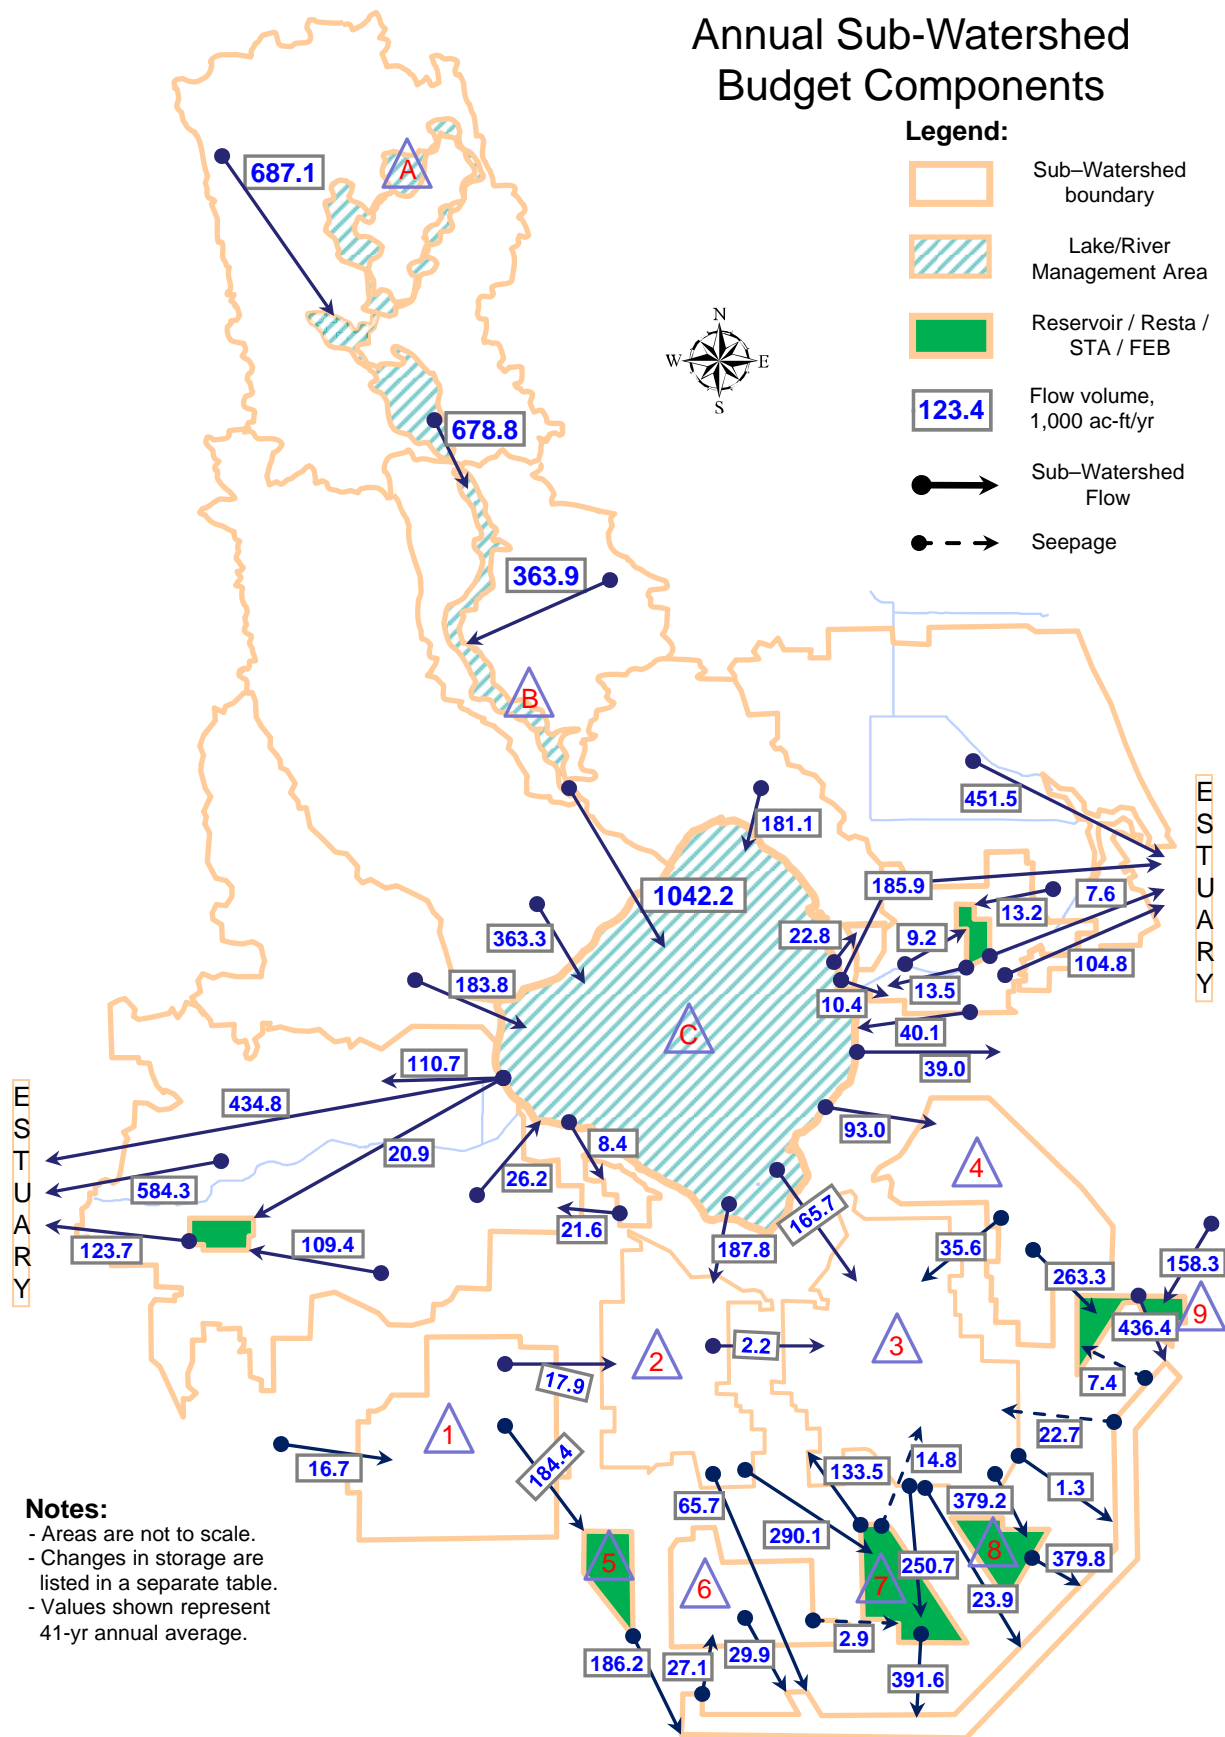 Annual Sub-Watershed
Budget Components
Legend:
Sub–Watershed
boundary
Lake/River
Management Area
Reservoir / Resta /
STA / FEB
123.4
Flow volume,
1,000 ac-ft/yr
Sub–Watershed
Flow
Seepage
N
W
E
S
687.1
A
678.8
363.9
B
451.5
ESTUARY
181.1
185.9
7.6
1042.2
13.2
363.3
22.8
9.2
104.8
183.8
13.5
10.4
C
40.1
110.7
39.0
434.8
ESTUARY
93.0
8.4
20.9
4
26.2
584.3
165.7
21.6
109.4
123.7
187.8
35.6
263.3
158.3
9
436.4
2.2
3
2
17.9
7.4
1
22.7
16.7
184.4
133.5
14.8
1.3
65.7
379.2
290.1
8
379.8
5
250.7
6
7
23.9
2.9
29.9
186.2
27.1
391.6
Notes:
- Areas are not to scale.
- Changes in storage are
listed in a separate table.
- Values shown represent
41-yr annual average.